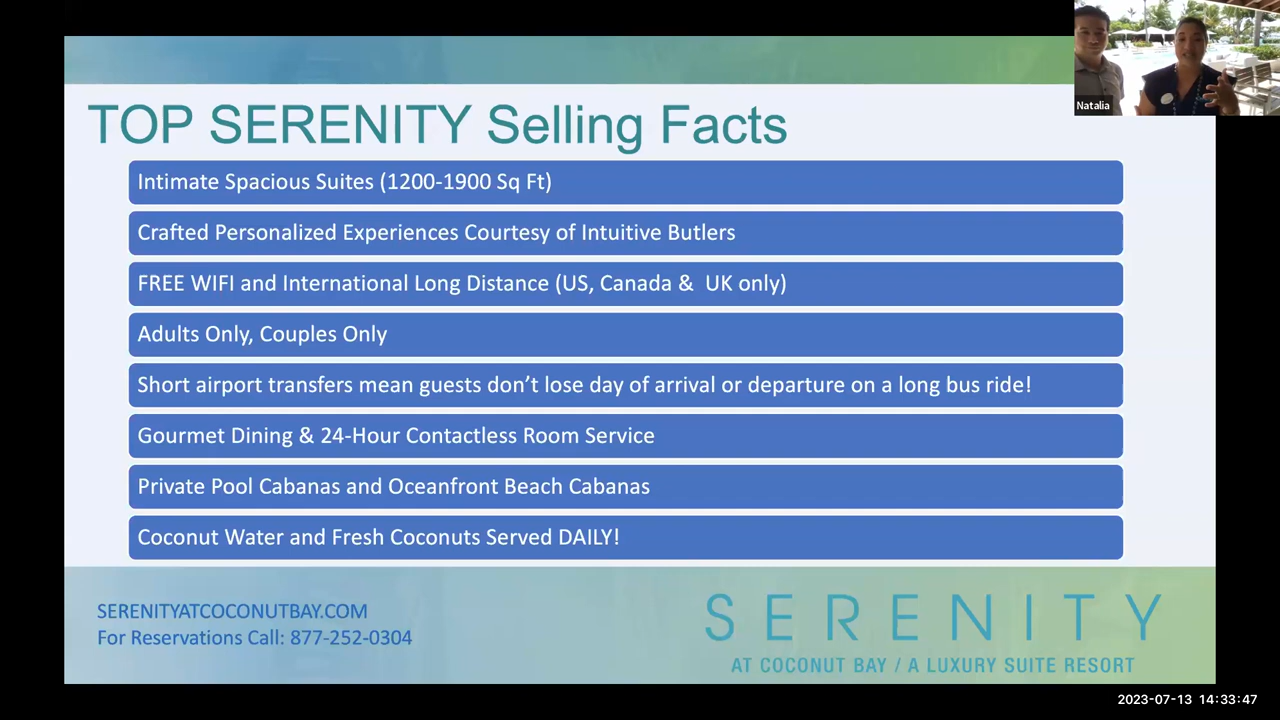 Natalia
TOP SERENITY Selling Facts
Intimate Spacious Suites (1200-1900 Sq Ft)
Crafted Personalized Experiences Courtesy of Intuitive Butlers
FREE WIFI and International Long Distance (US, Canada &  UK only)
Adults Only, Couples Only
Short airport transfers mean guests don’t lose day of arrival or departure on a long bus ride!
Gourmet Dining & 24-Hour Contactless Room Service
Private Pool Cabanas and Oceanfront Beach Cabanas
Coconut Water and Fresh Coconuts Served DAILY!
SERENITYATCOCONUTBAY.COM
For Reservations Call: 877-252-0304
SERENITY
AT COCONUT BAY / A LUXURY SUITE RESORT
2023-07-13 14:33:47